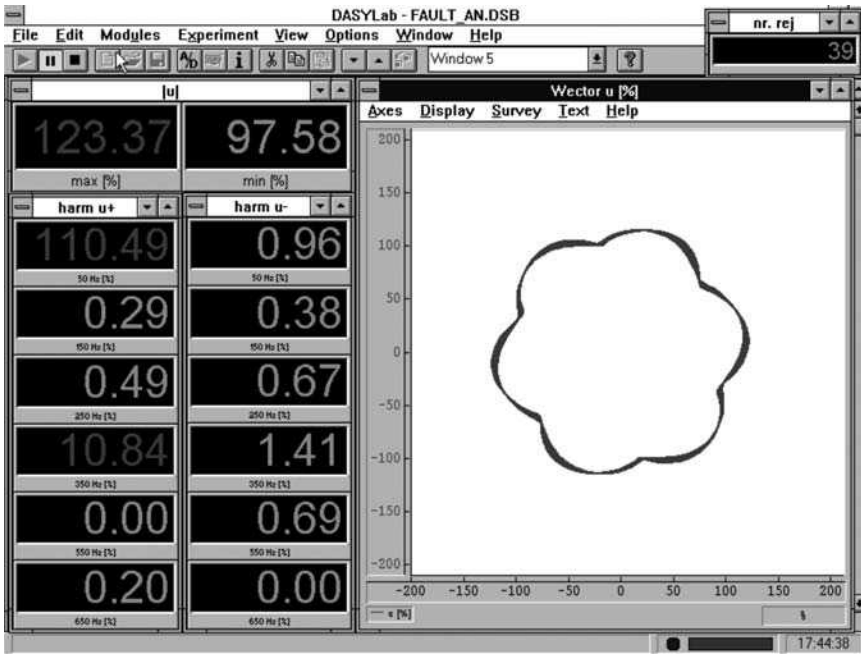 DASYLab - FAULT_AN.DSB
File Edit Modules Experiment View Options Window Help
Window 5
nr. rej
39
|u|
123.37
97.58
max [%]
min [%]
harm u+
harm u-
110.49
0.96
50 Hz [%]
50 Hz [%]
0.29
0.38
150 Hz [%]
150 Hz [%]
0.49
0.67
250 Hz [%]
250 Hz [%]
10.84
1.41
350 Hz [%]
350 Hz [%]
0.00
0.69
550 Hz [%]
550 Hz [%]
0.20
0.00
650 Hz [%]
650 Hz [%]
Wector u [%]
Axes Display Survey Text Help
200
150
100
50
0
-50
-100
-150
-200
-200 -150 -100 -50 0 50 100 150 200
17:44:38